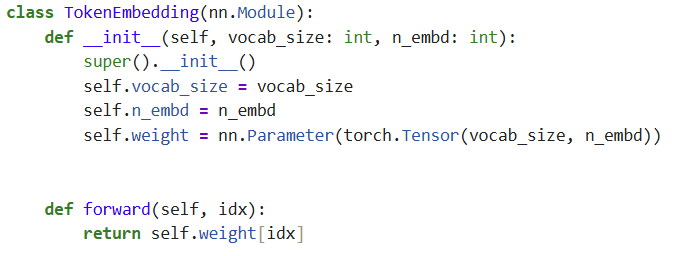 class TokenEmbedding(nn.Module):
    def __init__(self, vocab_size: int, n_embd: int):
        super().__init__()
        self.vocab_size = vocab_size
        self.n_embd = n_embd
        self.weight = nn.Parameter(torch.Tensor(vocab_size, n_embd))
    def forward(self, idx):
        return self.weight[idx]